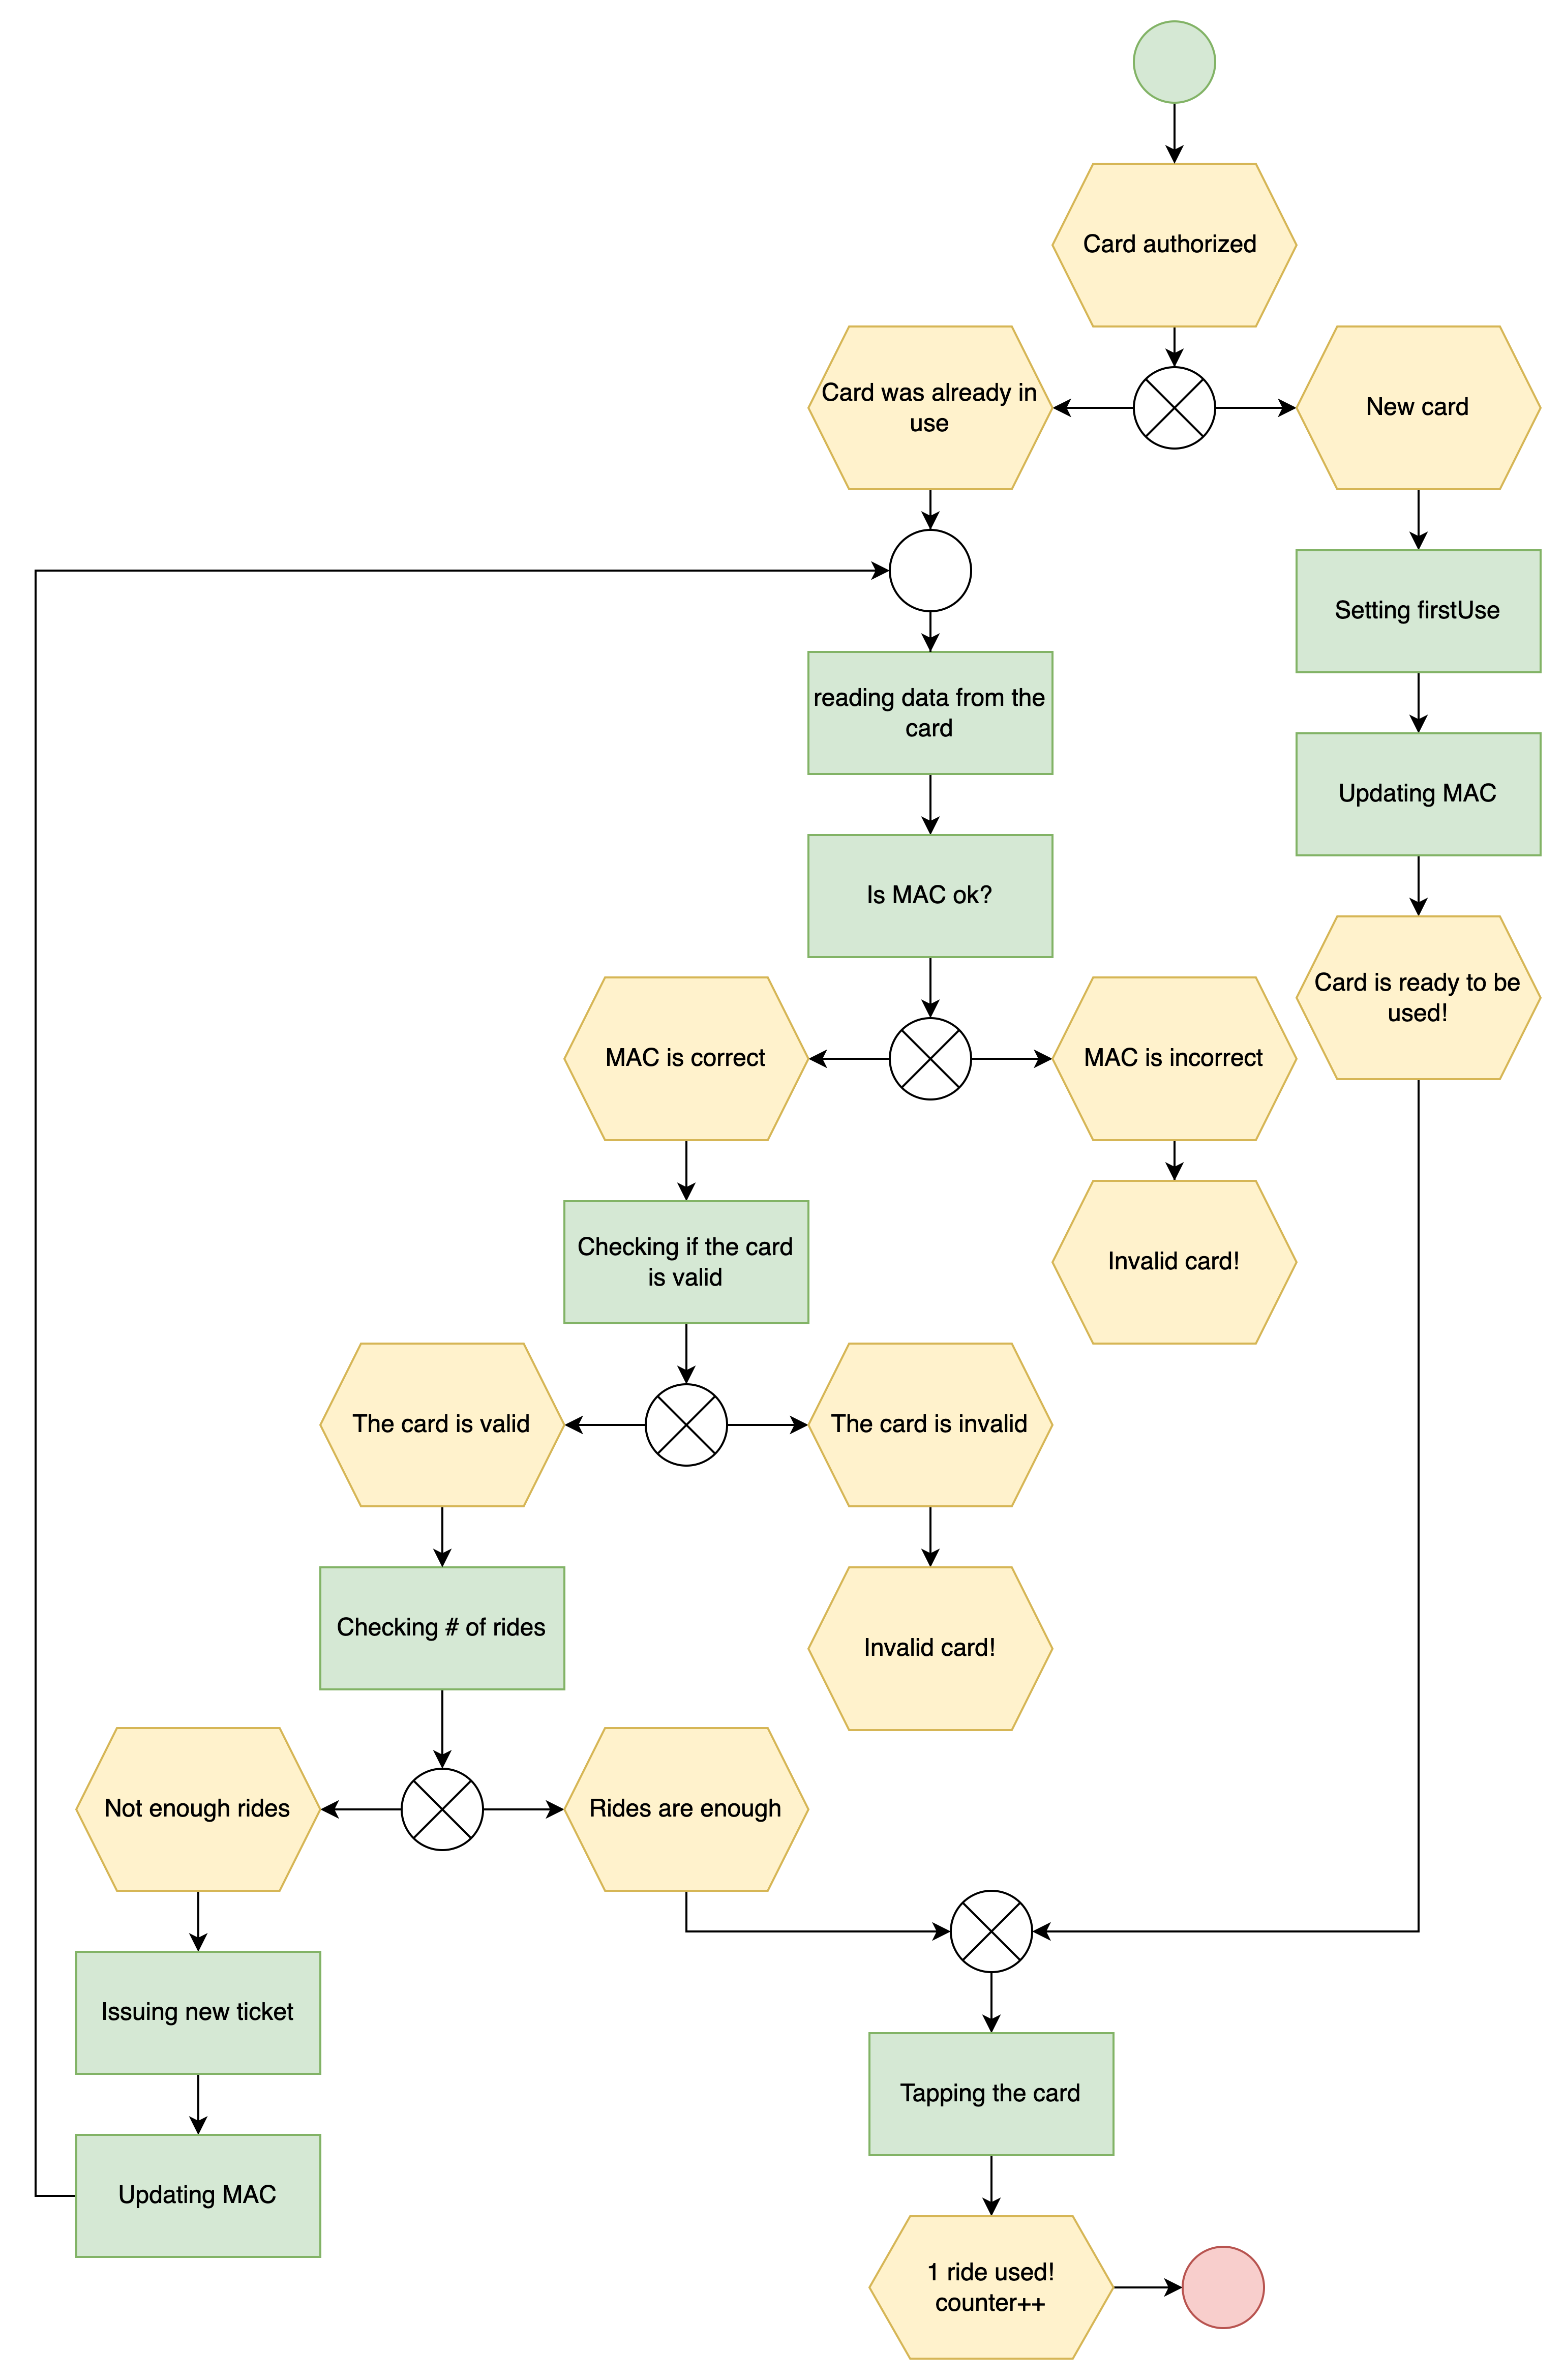 Card authorized
Card was already in
use
New card
Setting firstUse
reading data from the
card
Updating MAC
Is MAC ok?
Card is ready to be
used!
MAC is correct
MAC is incorrect
Checking if the card
is valid
Invalid card!
The card is valid
The card is invalid
Checking # of rides
Invalid card!
Not enough rides
Rides are enough
Issuing new ticket
Tapping the card
Updating MAC
1 ride used!
counter++